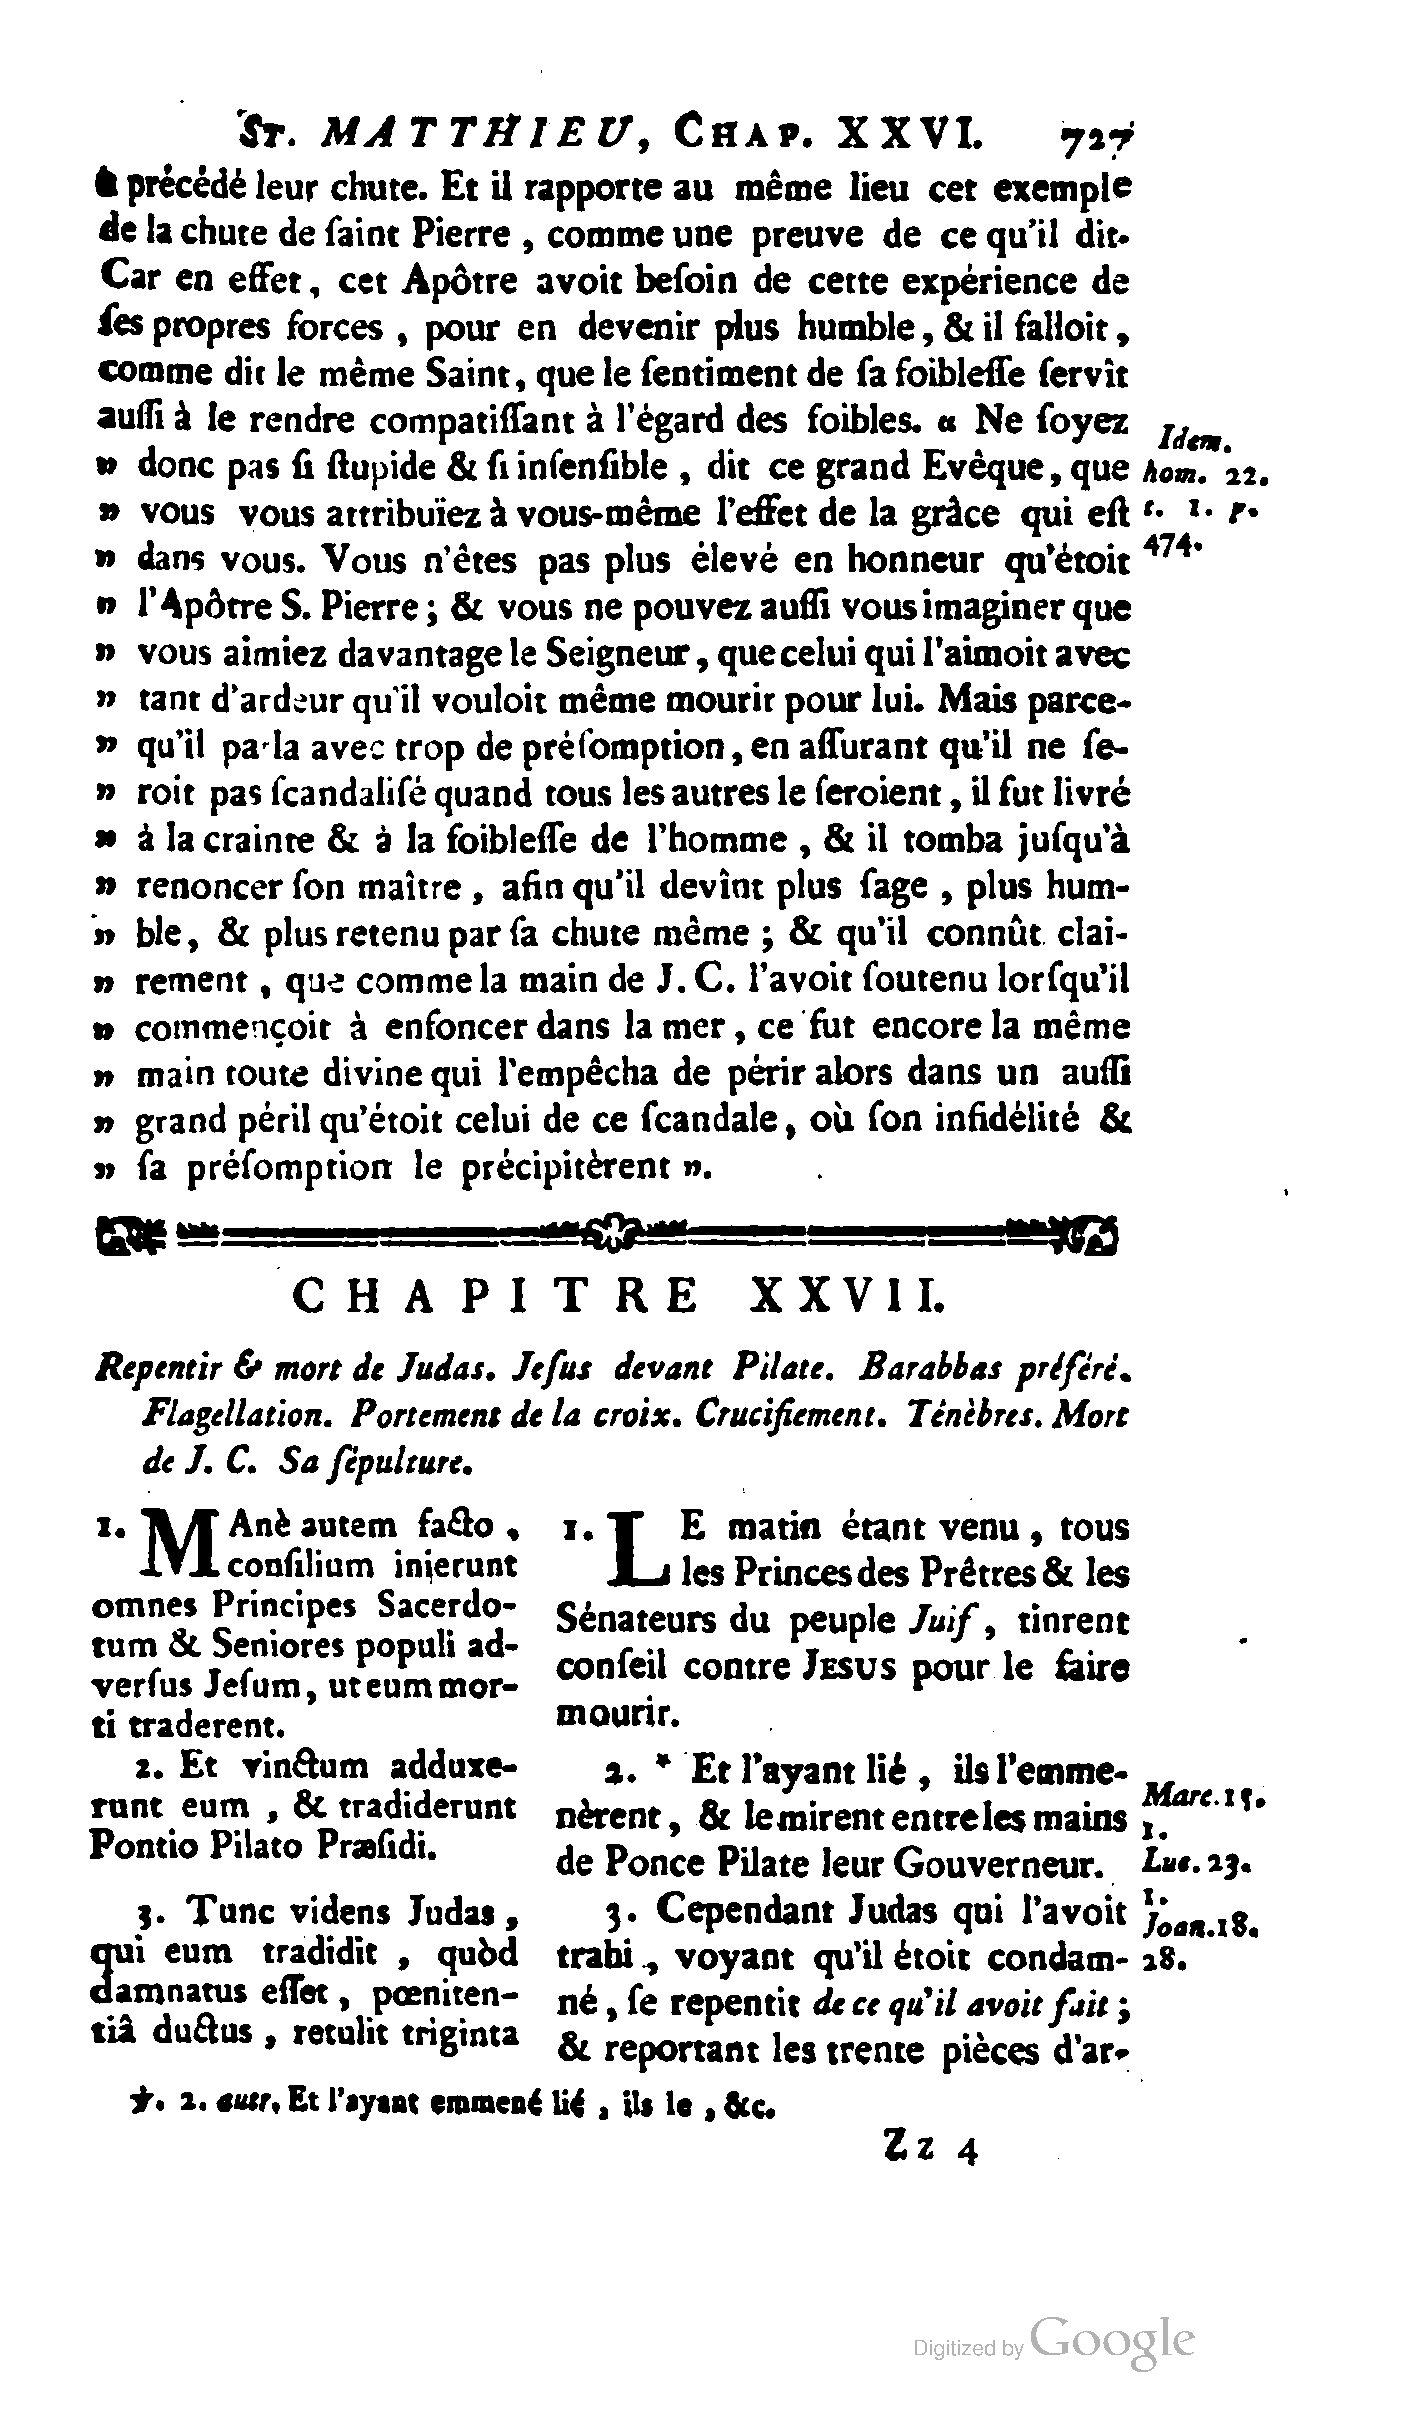 ST. MATTHIEU, CHAP. XXVI. 727
a précédé leur chute. Et il rapporte au même lieu cet exemple
de la chute de ſaint Pierre, comme une preuve de ce qu'il dit.
Car en effet, cet Apôtre avoit beſoin de cette expérience de
ſes propres forces, pour en devenir plus humble, & il falloit,
comme dit le même Saint, que le ſentiment de ſa foibleſſe ſervît
auſſi à le rendre compatiſſant à l'égard des foibles. « Ne ſoyez
» donc pas ſi ſtupide & ſi inſenſible, dit ce grand Evêque, que
» vous vous attribuïez à vous-même l'effet de la grâce qui eſt
» dans vous. Vous n'êtes pas plus élevé en honneur qu'étoit
» l'Apôtre S. Pierre; & vous ne pouvez auſſi vous imaginer que
» vous aimiez davantage le Seigneur, que celui qui l'aimoit avec
» tant d'ardeur qu'il vouloit même mourir pour lui. Mais parce-
» qu'il parla avec trop de préſomption, en aſſurant qu'il ne ſe-
» roit pas ſcandaliſé quand tous les autres le ſeroient, il fut livré
» à la crainte & à la foibleſſe de l'homme, & il tomba juſqu'à
» renoncer ſon maître, afin qu'il devînt plus ſage, plus hum-
» ble, & plus retenu par ſa chute même; & qu'il connût clai-
» rement, que comme la main de J. C. l'avoit ſoutenu lorſqu'il
» commençoit à enfoncer dans la mer, ce fut encore la même
» main toute divine qui l'empêcha de périr alors dans un auſſi
» grand péril qu'étoit celui de ce ſcandale, où ſon infidélité &
» ſa préſomption le précipitèrent ».
Idem.
hom. 22.
t. 1. p.
474.
CHAPITRE XXVII.
Repentir & mort de Judas. Jeſus devant Pilate. Barabbas préféré.
Flagellation. Portement de la croix. Crucifiement. Ténèbres. Mort
de J. C. Sa ſépulture.
1. MAnè autem facto,
conſilium inierunt
omnes Principes Sacerdo-
tum & Seniores populi ad-
verſus Jeſum, ut eum mor-
ti traderent.
2. Et vinctum adduxe-
runt eum, & tradiderunt
Pontio Pilato Præſidi.
3. Tunc videns Judas,
qui eum tradidit, quòd
damnatus eſſet, pœniten-
tiâ ductus, retulit triginta
1. LE matin étant venu, tous
les Princes des Prêtres & les
Sénateurs du peuple Juif, tinrent
conſeil contre JESUS pour le faire
mourir.
2. * Et l'ayant lié, ils l'emme-
nèrent, & le mirent entre les mains
de Ponce Pilate leur Gouverneur.
3. Cependant Judas qui l'avoit
trahi, voyant qu'il étoit condam-
né, ſe repentit de ce qu'il avoit fait;
& reportant les trente pièces d'ar-
Marc. 15.
1.
Luc. 23.
1.
Joan. 18.
28.
℣. 2. autr. Et l'ayant emmené lié, ils le, &c.
Zz 4
Digitized by Google